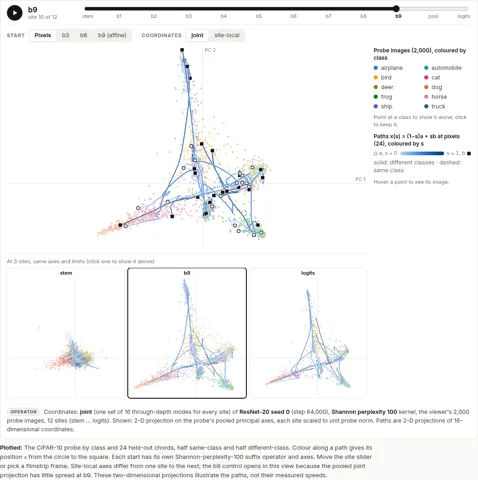 b9
site 10 of 12
stem b1 b2 b3 b4 b5 b6 b7 b8 b9 pool logits
START Pixels b3 b6 b9 (affine) COORDINATES joint site-local
PC 2
PC 1
Probe images (2,000), coloured by
class
airplane automobile
bird cat
deer dog
frog horse
ship truck
Point at a class to show it alone; click
to keep it.
Paths x(s) = (1−s)a + sb at pixels
(24), coloured by s
a, s = 0 s = 1, b
solid: different classes · dashed:
same class
Hover a point to see its image.
At 3 sites, same axes and limits (click one to show it above)
stem b9 logits
OPERATOR Coordinates: joint (one set of 16 through-depth modes for every site) of ResNet-20 seed 0 (step 64,000), Shannon perplexity 100 kernel, the viewer's 2,000
probe images, 12 sites (stem ... logits). Shown: 2-D projection on the pooled principal axes, each site scaled to unit probe norm. Paths are 2-D projections of 16-
dimensional coordinates.
Plotted: The CIFAR-10 probe by class and 24 held-out chords, half same-class and half different-class. Colour along a path gives its
position s from the circle to the square. Each start has its own Shannon-perplexity-100 suffix operator and axes. Move the site slider
or pick a filmstrip frame. Site-local axes differ from one site to the next; the b9 control opens in this view because the pooled joint
projection has little spread at b9. These two-dimensional projections illustrate the paths, not their measured speeds.